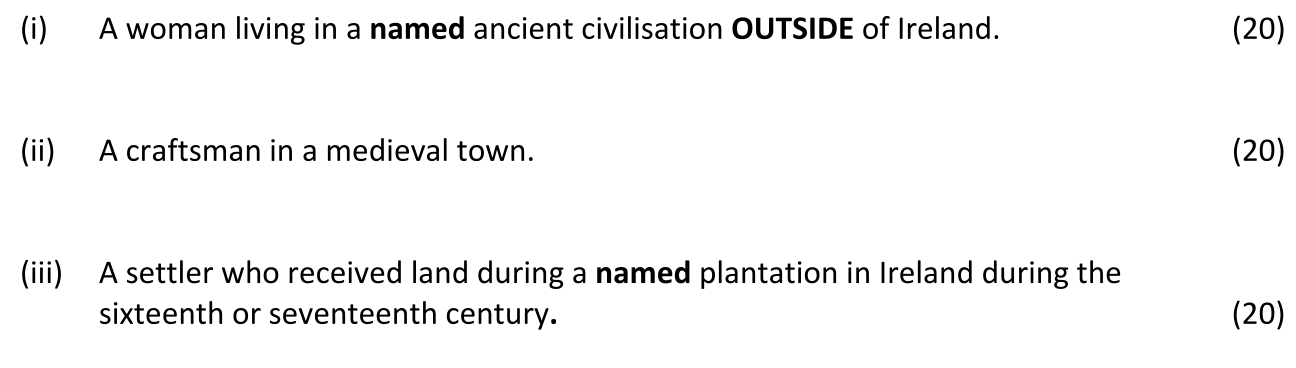 (i) A woman living in a named ancient civilisation OUTSIDE of Ireland. (20)
(ii) A craftsman in a medieval town. (20)
(iii) A settler who received land during a named plantation in Ireland during the
sixteenth or seventeenth century. (20)